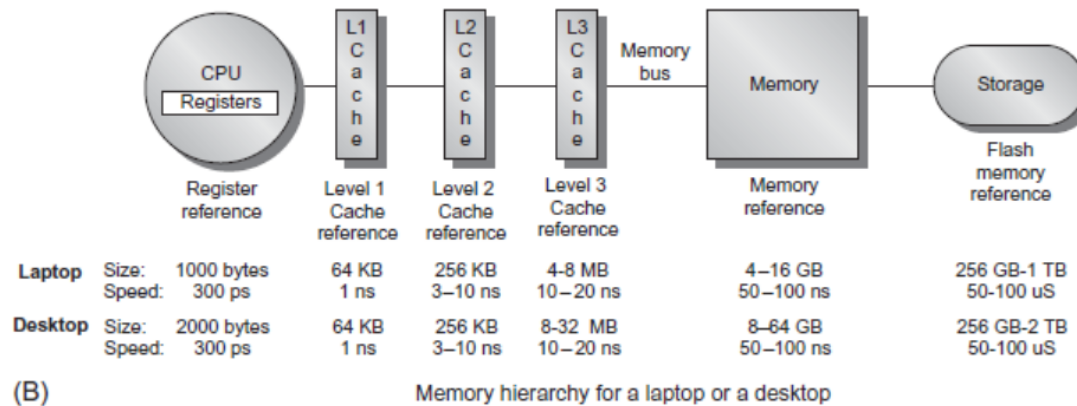 CPU
Registers
L1
Cache
L2
Cache
L3
Cache
Memory
bus
Memory
Storage
Register
reference
Level 1
Cache
reference
Level 2
Cache
reference
Level 3
Cache
reference
Memory
reference
Flash
memory
reference
Laptop Size: 1000 bytes 64 KB 256 KB 4-8 MB 4–16 GB 256 GB-1 TB
Speed: 300 ps 1 ns 3–10 ns 10–20 ns 50–100 ns 50-100 uS
Desktop Size: 2000 bytes 64 KB 256 KB 8-32 MB 8–64 GB 256 GB-2 TB
Speed: 300 ps 1 ns 3–10 ns 10–20 ns 50–100 ns 50-100 uS
(B) Memory hierarchy for a laptop or a desktop